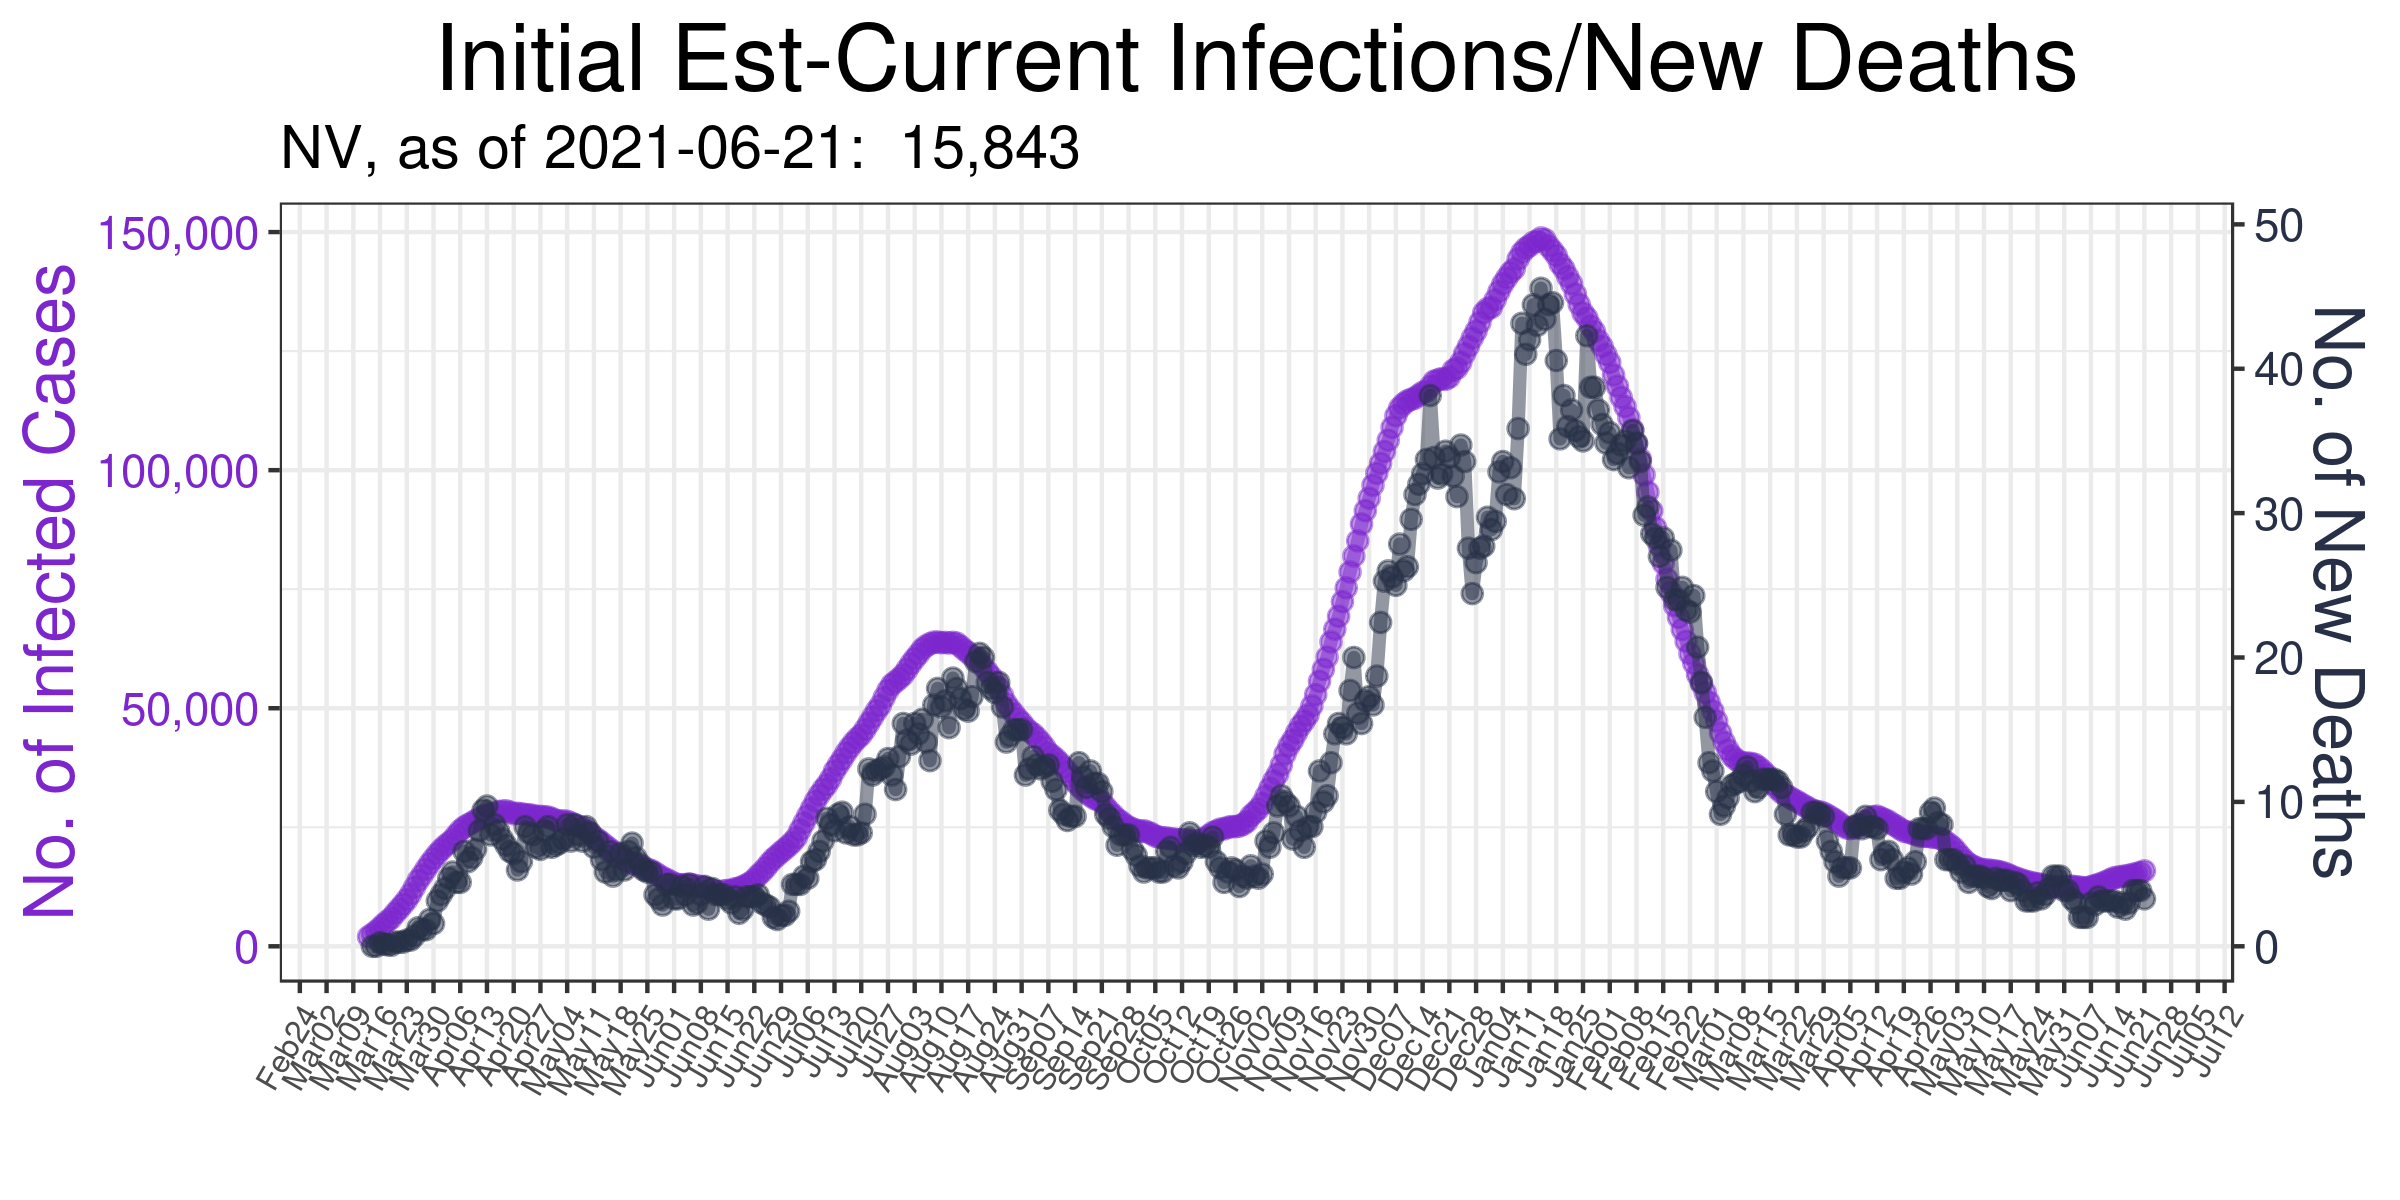 Initial Est-Current Infections/New Deaths
NV, as of 2021-06-21:  15,843
No. of Infected Cases
150,000
100,000
50,000
0
50
40
30
20
10
0
No. of New Deaths
Feb24
Mar02
Mar09
Mar16
Mar23
Mar30
Apr06
Apr13
Apr20
Apr27
May04
May11
May18
May25
Jun01
Jun08
Jun15
Jun22
Jun29
Jul06
Jul13
Jul20
Jul27
Aug03
Aug10
Aug17
Aug24
Aug31
Sep07
Sep14
Sep21
Sep28
Oct05
Oct12
Oct19
Oct26
Nov02
Nov09
Nov16
Nov23
Nov30
Dec07
Dec14
Dec21
Dec28
Dec04
Jan11
Jan18
Jan25
Feb01
Feb08
Feb15
Feb22
Mar01
Mar08
Mar15
Mar22
Mar29
Apr05
Apr12
Apr19
Apr26
May03
May10
May17
May24
May31
May07
Jun14
Jun21
Jun28
Jun05
Jul12